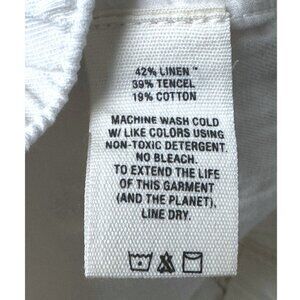 42% LINEN™
39% TENCEL
19% COTTON
MACHINE WASH COLD
W/ LIKE COLORS USING
NON-TOXIC DETERGENT.
NO BLEACH.
TO EXTEND THE LIFE
OF THIS GARMENT
(AND THE PLANET),
LINE DRY.